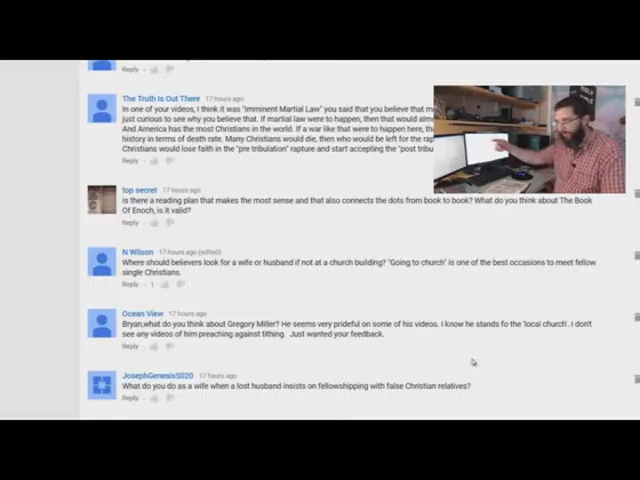 Reply
The Truth Is Out There 17 hours ago
In one of your videos, I think it was "Imminent Martial Law" you said that you believe that
just curious to see why you believe that. If martial law were to happen, then that would
And America has the most Christians in the world. If a war like that were to happen here,
history in terms of death rate. Many Christians would die, then who would be left for the
Christians would lose faith in the "pre tribulation" rapture and start accepting the "post
Reply
HOLY
top secret 17 hours ago
Is there a reading plan that makes the most sense and that also connects the dots from book to book? What do you think about The Book
Of Enoch, is it valid?
Reply
N Wilson 17 hours ago (edited)
Where should believers look for a wife or husband if not at a church building? "Going to church" is one of the best occasions to meet fellow
single Christians.
Reply · 1
Ocean View 17 hours ago
Bryan,what do you think about Gregory Miller? He seems very prideful on some of his videos. I know he stands fo the 'local church'. I don't
see any videos of him preaching against tithing. Just wanted your feedback.
Reply
JosephGenesis5020 17 hours ago
What do you do as a wife when a lost husband insists on fellowshipping with false Christian relatives?
Reply